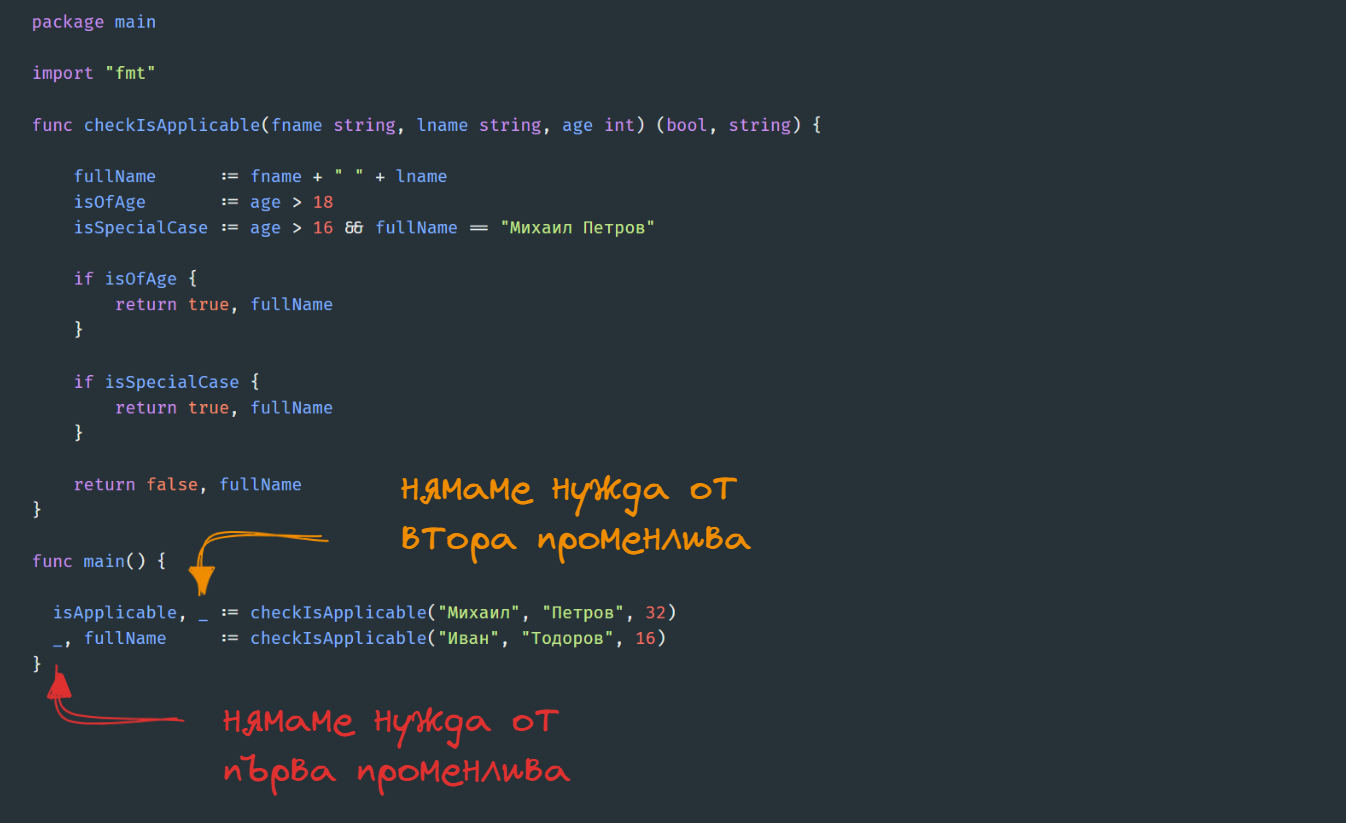 package main
import "fmt"
func checkIsApplicable(fname string, lname string, age int) (bool, string) {
fullName := fname + " " + lname
isOfAge := age > 18
isSpecialCase := age > 16 && fullName == "Михаил Петров"
if isOfAge {
return true, fullName
}
if isSpecialCase {
return true, fullName
}
return false, fullName
}
нямаме нужда от
втора променлива
func main() {
isApplicable, _ := checkIsApplicable("Михаил", "Петров", 32)
_, fullName := checkIsApplicable("Иван", "Тодоров", 16)
}
нямаме нужда от
първа променлива